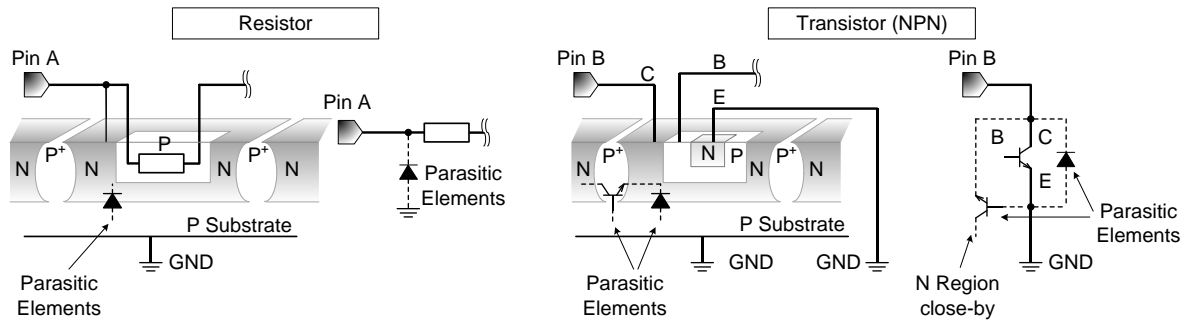 Resistor
Transistor (NPN)
Pin A
Pin A
N
P+
N
P
P+
N
N
Parasitic
Elements
P Substrate
GND
Parasitic
Elements
Pin B
C
B
E
N
P+
N
N
P
P+
N
P Substrate
GND
GND
Parasitic
Elements
Pin B
B
C
E
Parasitic
Elements
GND
N Region
close-by